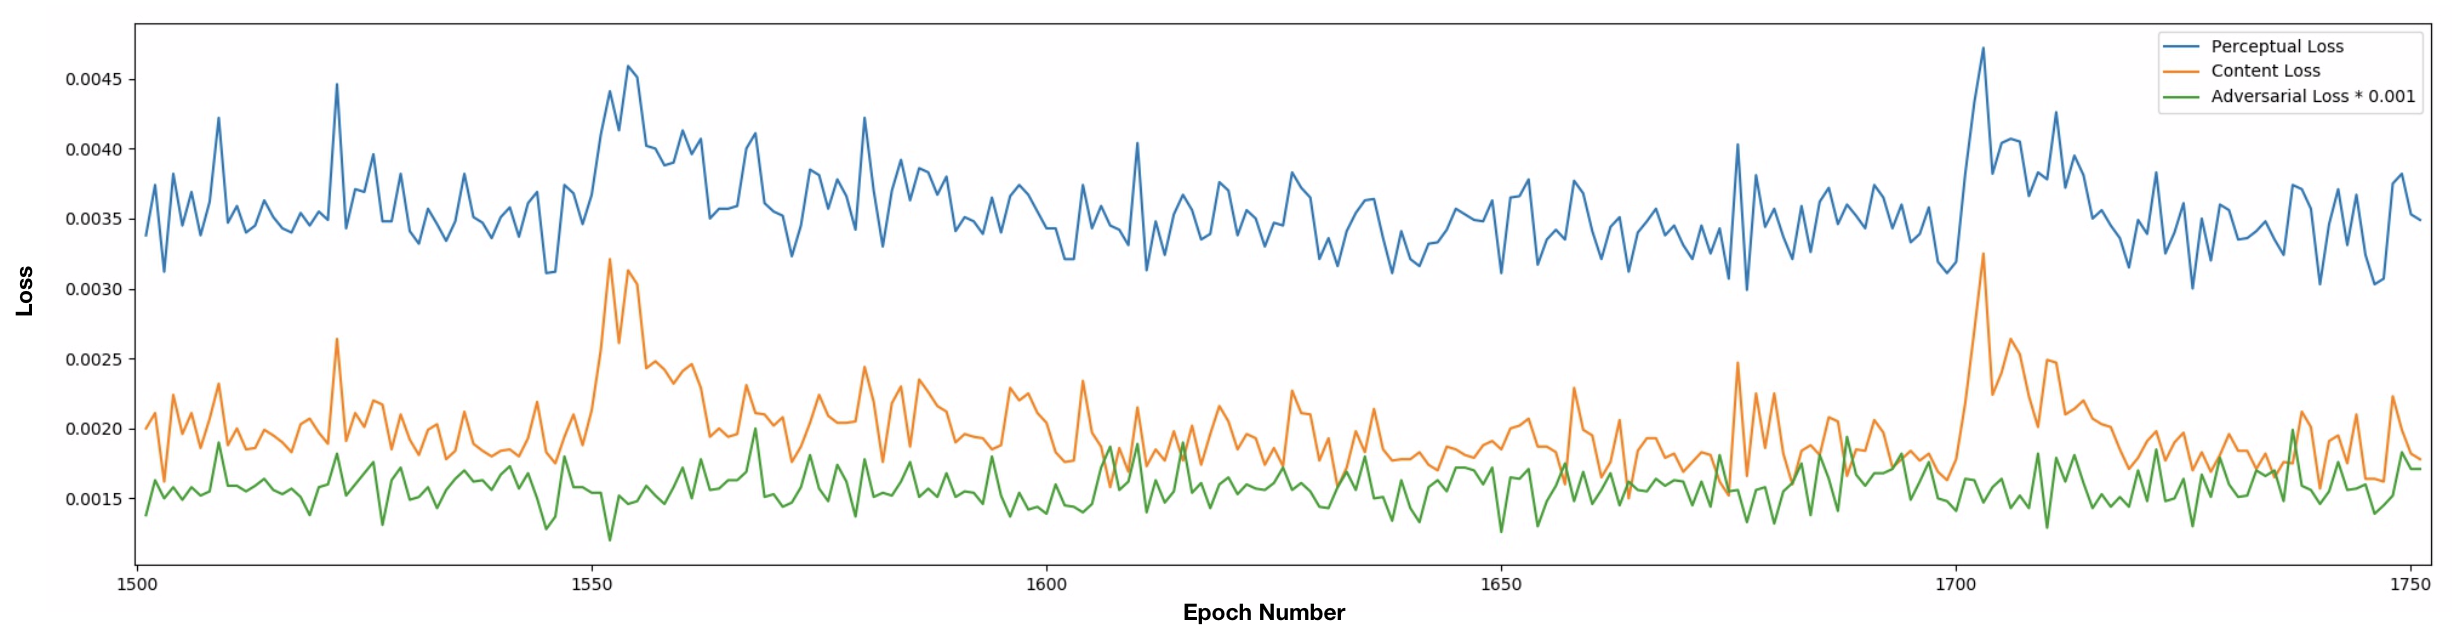 Perceptual Loss
Content Loss
Adversarial Loss * 0.001
0.0045
0.0040
0.0035
0.0030
0.0025
0.0020
0.0015
Loss
1500 1550 1600 1650 1700 1750
Epoch Number